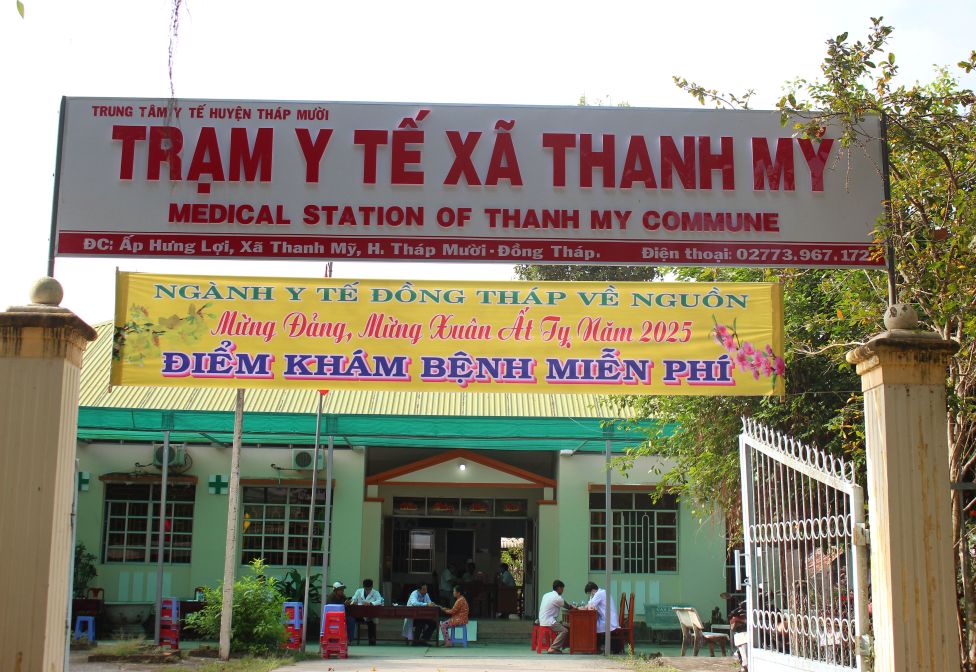 TRUNG TÂM Y TẾ HUYỆN THÁP MƯỜI
TRẠM Y TẾ XÃ THANH MỸ
MEDICAL STATION OF THANH MY COMMUNE
ĐC: Ấp Hưng Lợi, Xã Thanh Mỹ, H. Tháp Mười - Đồng Tháp. Điện thoại: 02773.967.172
NGÀNH Y TẾ ĐỒNG THÁP VỀ NGUỒN
Mừng Đảng, Mừng Xuân Ất Tỵ Năm 2025
ĐIỂM KHÁM BỆNH MIỄN PHÍ